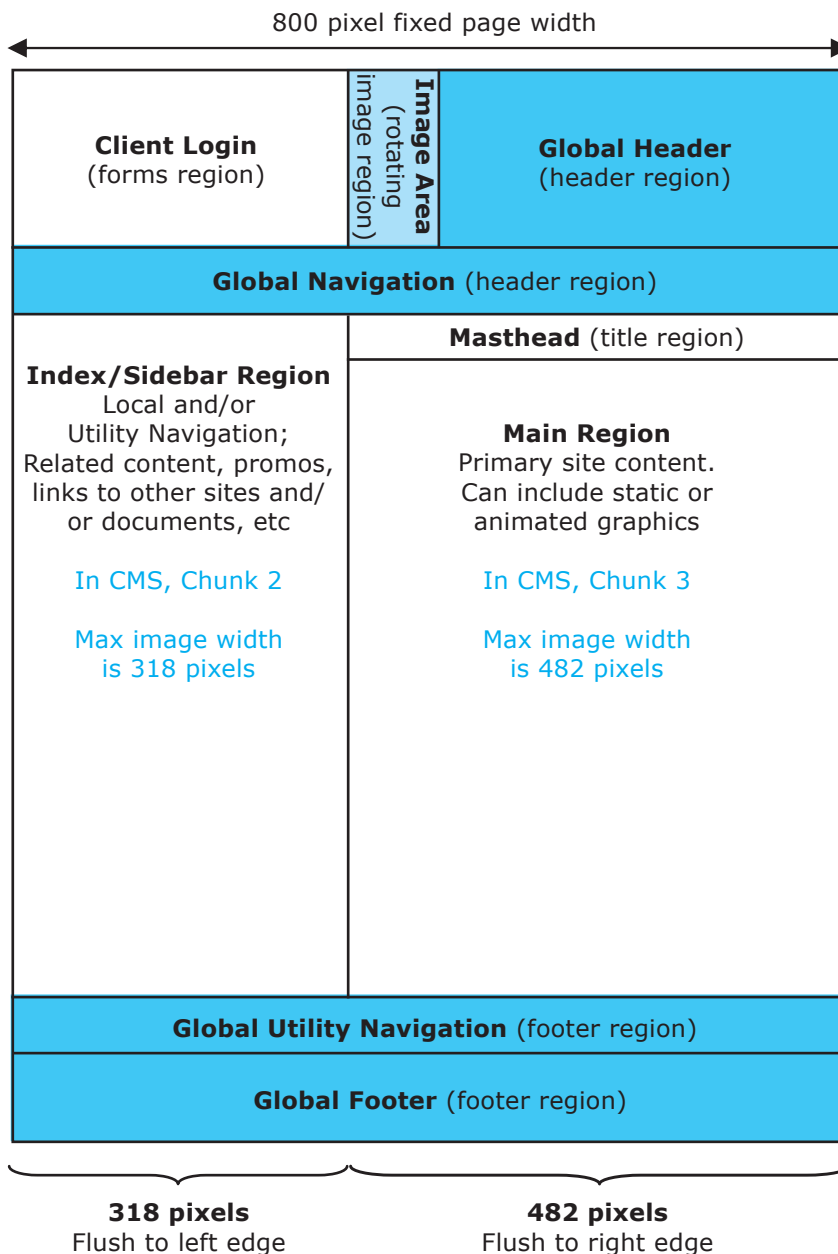 800 pixel fixed page width
Client Login
(forms region)
Image Area
(rotating
image region)
Global Header
(header region)
Global Navigation (header region)
Masthead (title region)
Index/Sidebar Region
Local and/or
Utility Navigation;
Related content, promos,
links to other sites and/
or documents, etc
In CMS, Chunk 2
Max image width
is 318 pixels
Main Region
Primary site content.
Can include static or
animated graphics
In CMS, Chunk 3
Max image width
is 482 pixels
Global Utility Navigation (footer region)
Global Footer (footer region)
318 pixels
Flush to left edge
482 pixels
Flush to right edge